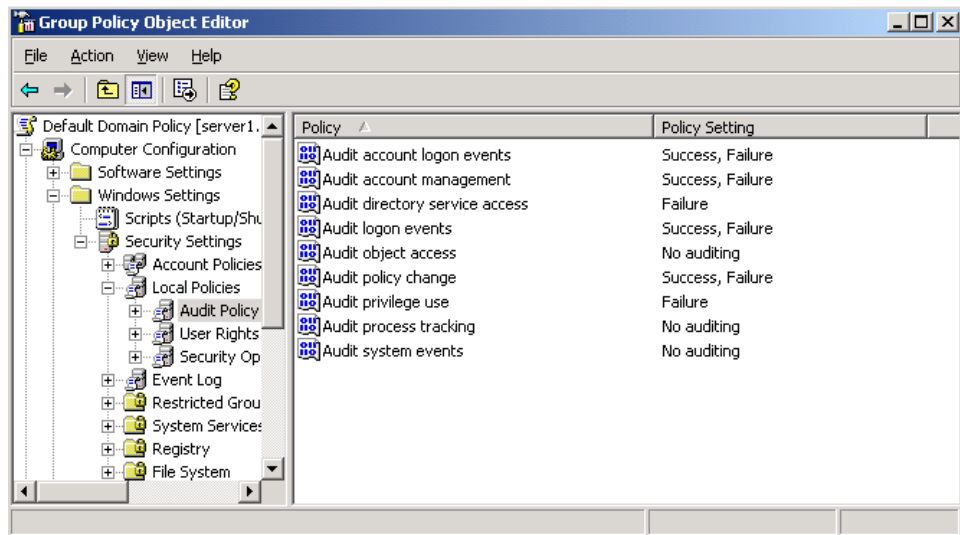 Group Policy Object Editor
File Action View Help
Default Domain Policy [server1.
Computer Configuration
Software Settings
Windows Settings
Scripts (Startup/Shu
Security Settings
Account Policies
Local Policies
Audit Policy
User Rights
Security Op
Event Log
Restricted Grou
System Services
Registry
File System
Policy Policy Setting
Audit account logon events Success, Failure
Audit account management Success, Failure
Audit directory service access Failure
Audit logon events Success, Failure
Audit object access No auditing
Audit policy change Success, Failure
Audit privilege use Failure
Audit process tracking No auditing
Audit system events No auditing